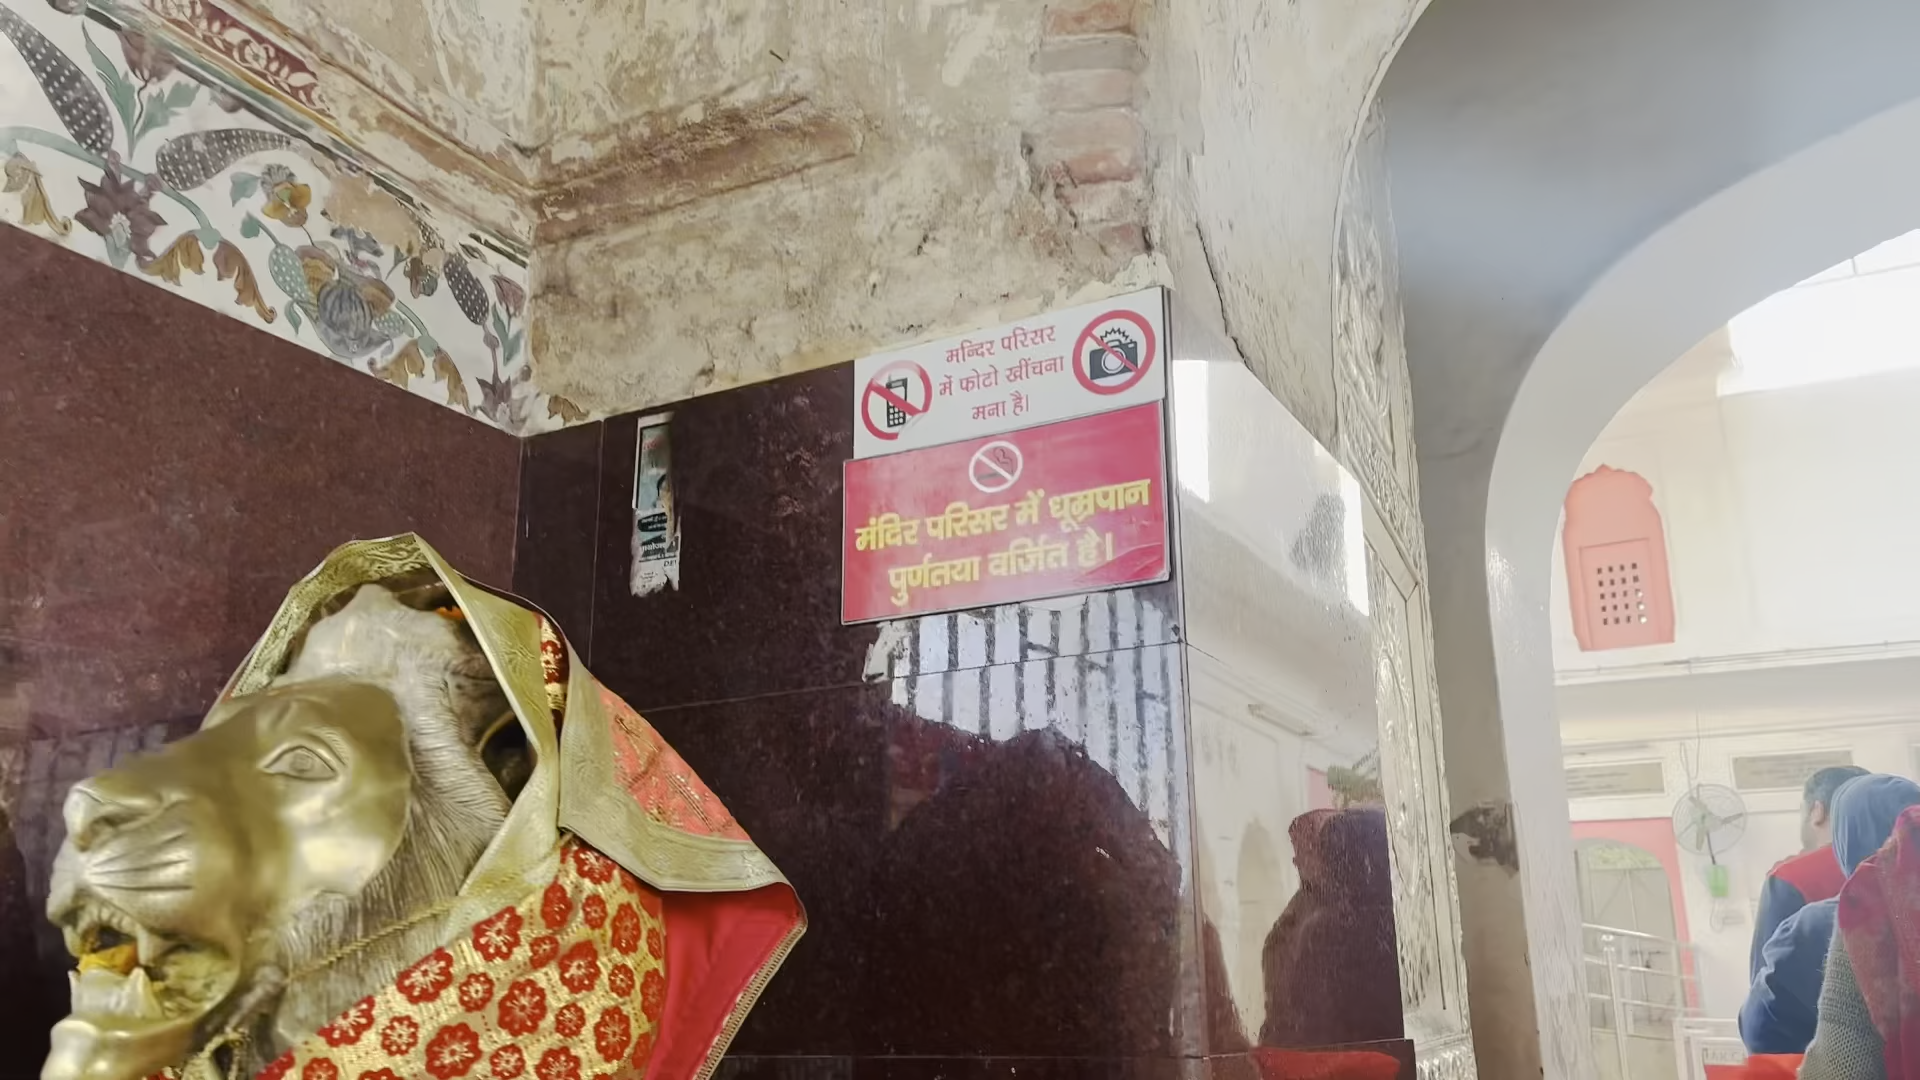 मन्दिर परिसर
में फोटो खींचना
मना है।
मंदिर परिसर में धूम्रपान
पुर्णतया वर्जित है।